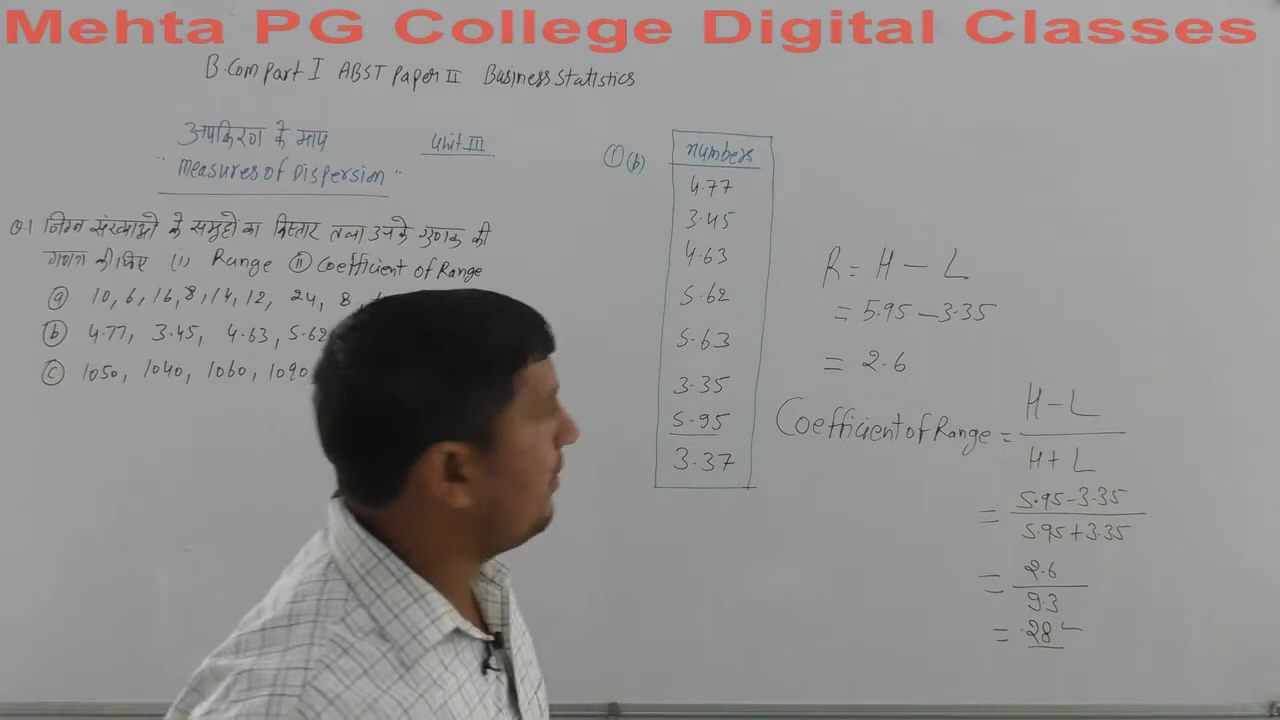 Mehta PG College Digital Classes
B.Com Part I ABST Paper II Business Statistics
अपकिरण के माप
Unit III
"Measures of Dispersion"
Q.1 निम्न संख्याओ के समुहों का विस्तार तथा उनके गुणक की
गणना कीजिए (i) Range (ii) Coefficient of Range
(a) 10, 6, 16, 8, 14, 12, 24, 8,
(b) 4.77, 3.45, 4.63, 5.62
(c) 1050, 1040, 1060, 1090
(1) (b)
numbers
4.77
3.45
4.63
5.62
5.63
3.35
5.95
3.37
R = H - L
= 5.95 - 3.35
= 2.6
Coefficient of Range = H - L
H + L
= 5.95 - 3.35
5.95 + 3.35
= 2.6
9.3
= .28